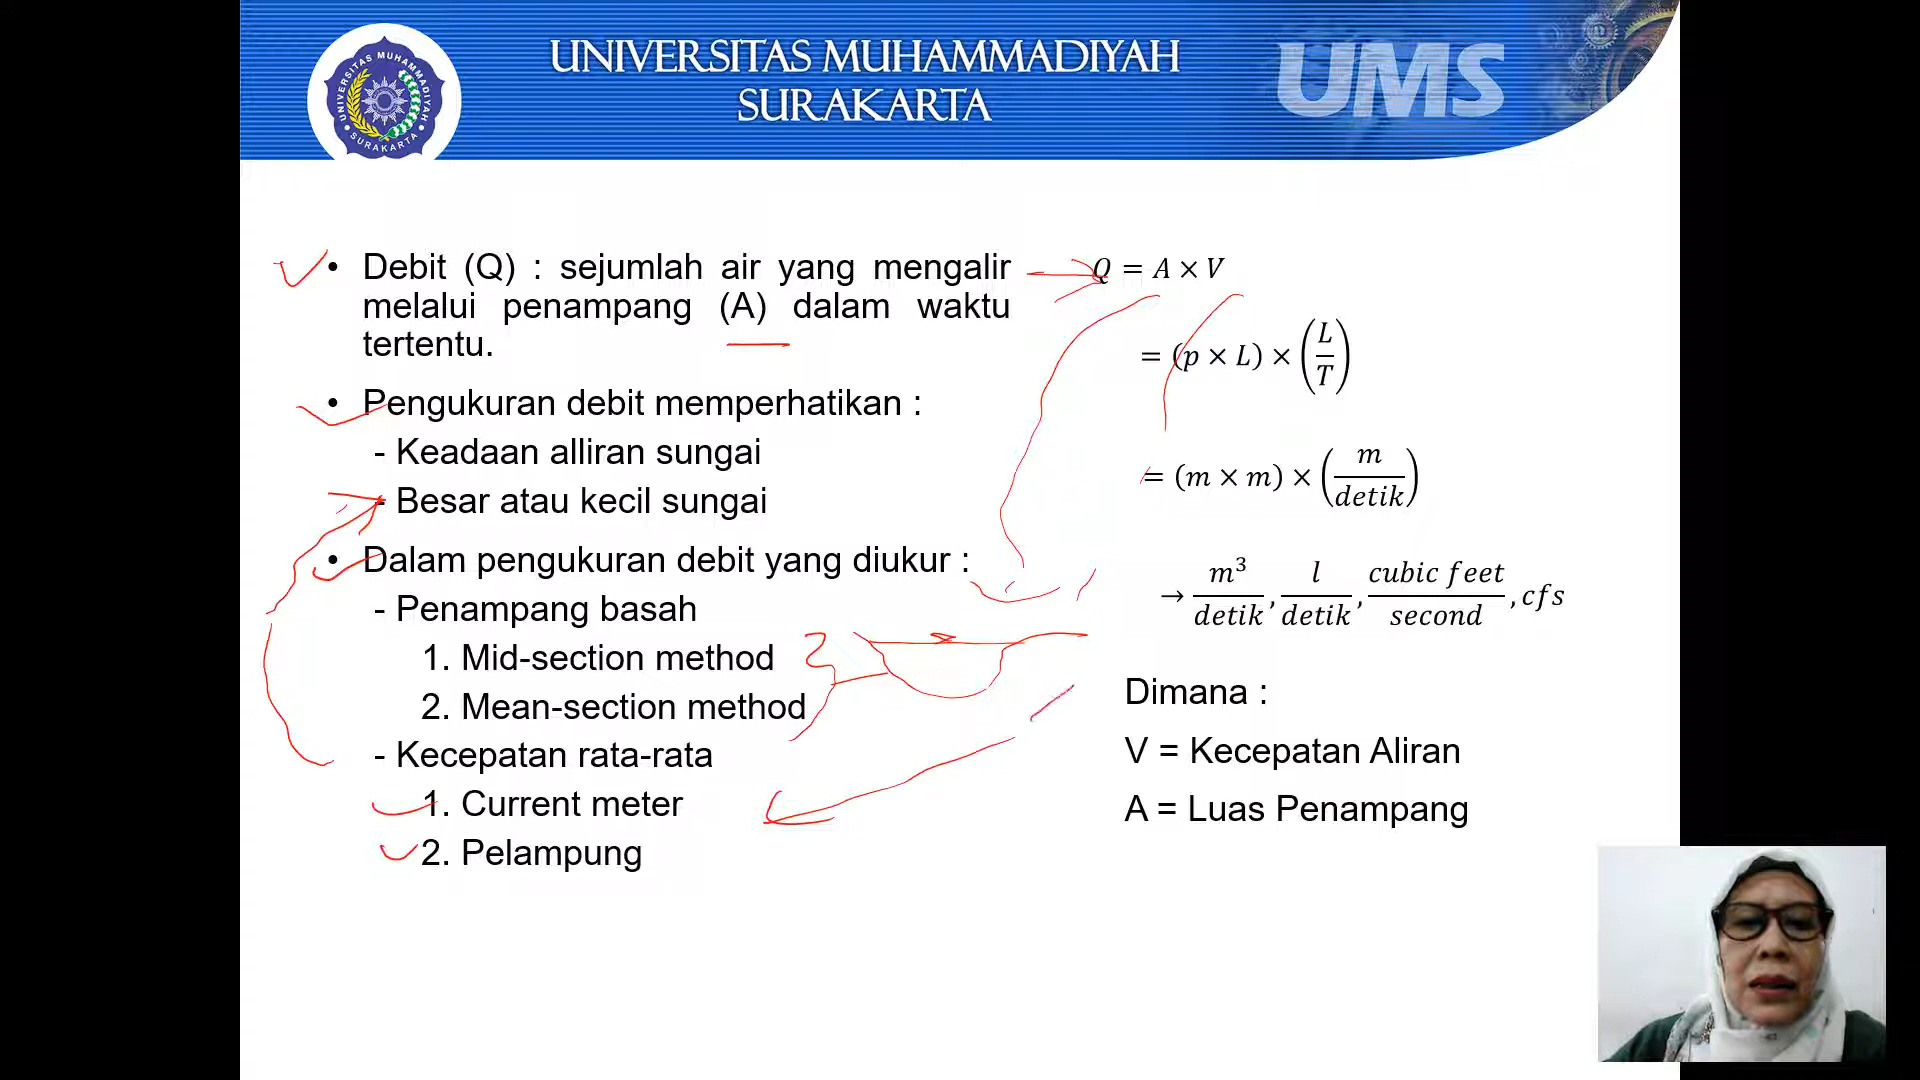 UNIVERSITAS MUHAMMADIYAH
SURAKARTA
UNIVERSITAS MUHAMMADIYAH
SURAKARTA
UMS
• Debit (Q) : sejumlah air yang mengalir
melalui penampang (A) dalam waktu
tertentu.
• Pengukuran debit memperhatikan :
- Keadaan alliran sungai
- Besar atau kecil sungai
• Dalam pengukuran debit yang diukur :
- Penampang basah
1. Mid-section method
2. Mean-section method
- Kecepatan rata-rata
1. Current meter
2. Pelampung
Q = A × V
= (p × L) × (L/T)
= (m × m) × (m/detik)
→ m³/detik, l/detik, cubic feet/second, cfs
Dimana :
V = Kecepatan Aliran
A = Luas Penampang